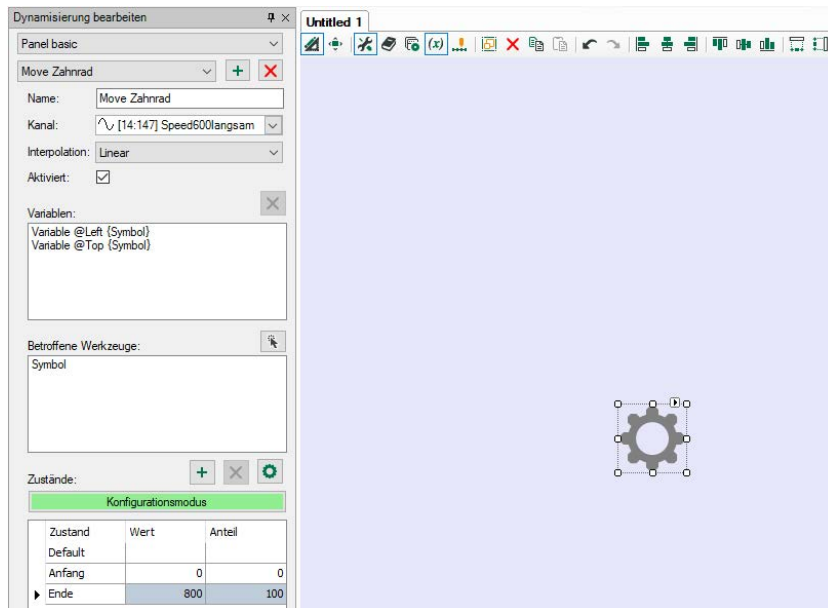 Dynamisierung bearbeiten
Panel basic
Move Zahnrad
Name: Move Zahnrad
Kanal: [14:147] Speed600langsam
Interpolation: Linear
Aktiviert:
Variablen:
Variable @Left {Symbol}
Variable @Top {Symbol}
Betroffene Werkzeuge:
Symbol
Zustände:
Konfigurationsmodus
Zustand Wert Anteil
Default
Anfang 0 0
Ende 800 100
Untitled 1
(x)